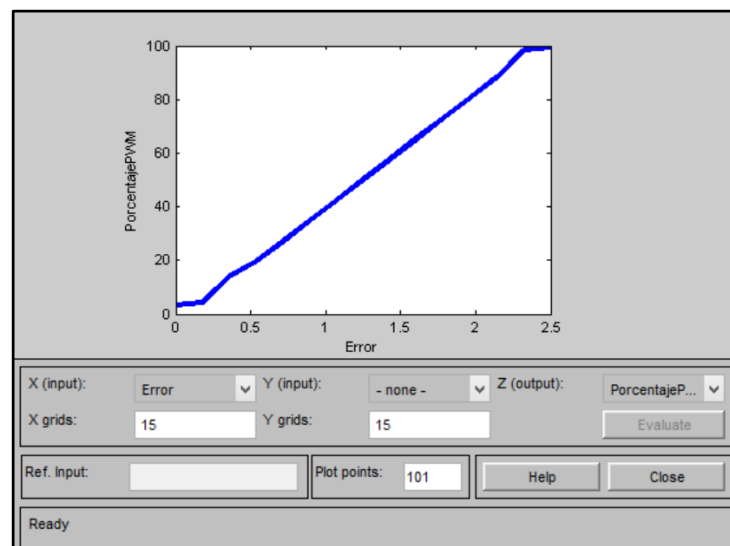 100
80
60
40
20
0
PorcentajePWM
0 0.5 1 1.5 2 2.5
Error
X (input): Error Y (input): - none - Z (output): PorcentajeP...
X grids: 15 Y grids: 15 Evaluate
Ref. Input: Plot points: 101 Help Close
Ready